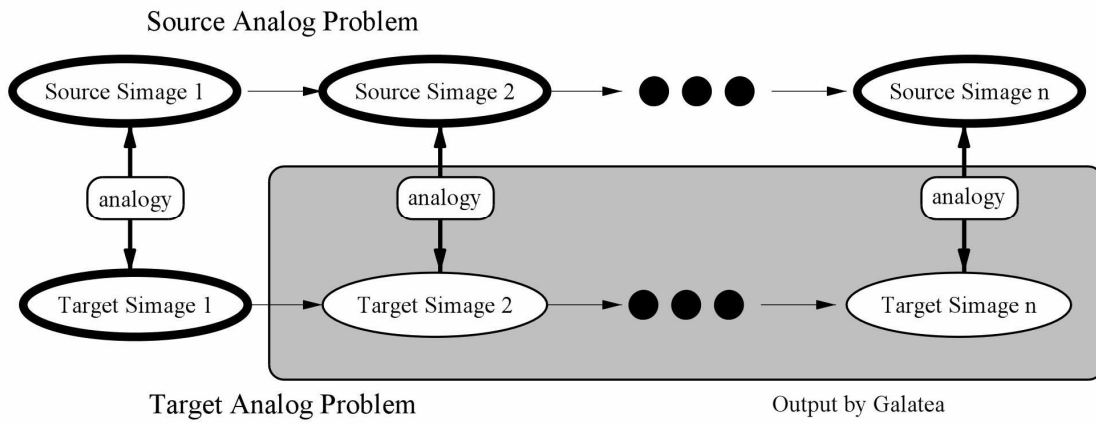 Source Analog Problem
Source Simage 1
Source Simage 2
Source Simage n
analogy
analogy
analogy
Target Simage 1
Target Simage 2
Target Simage n
Target Analog Problem
Output by Galatea